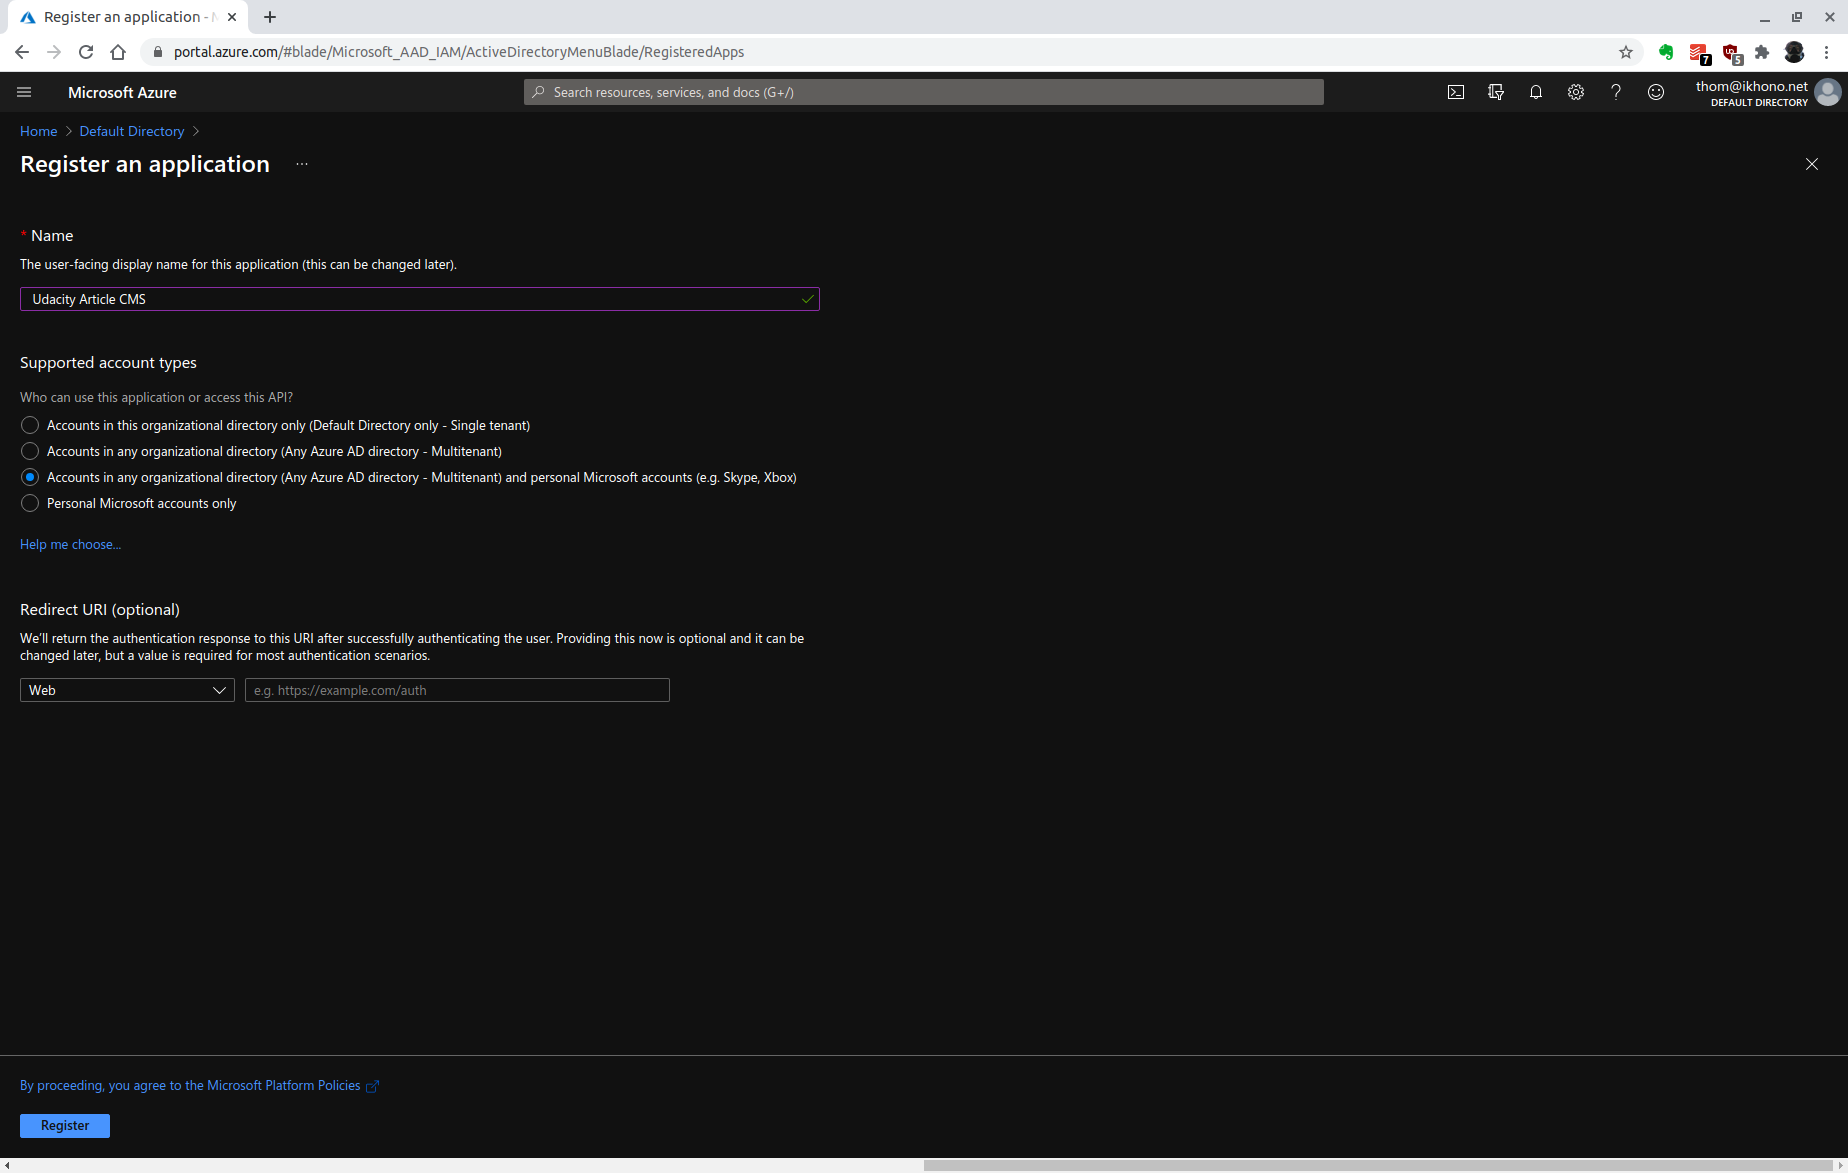 Register an application - M
portal.azure.com/#blade/Microsoft_AAD_IAM/ActiveDirectoryMenuBlade/RegisteredApps
7
5
Microsoft Azure
Search resources, services, and docs (G+/)
thom@ikhono.net
DEFAULT DIRECTORY
Home > Default Directory >
Register an application ...
* Name
The user-facing display name for this application (this can be changed later).
Udacity Article CMS
Supported account types
Who can use this application or access this API?
Accounts in this organizational directory only (Default Directory only - Single tenant)
Accounts in any organizational directory (Any Azure AD directory - Multitenant)
Accounts in any organizational directory (Any Azure AD directory - Multitenant) and personal Microsoft accounts (e.g. Skype, Xbox)
Personal Microsoft accounts only
Help me choose...
Redirect URI (optional)
We'll return the authentication response to this URI after successfully authenticating the user. Providing this now is optional and it can be
changed later, but a value is required for most authentication scenarios.
Web
e.g. https://example.com/auth
By proceeding, you agree to the Microsoft Platform Policies
Register